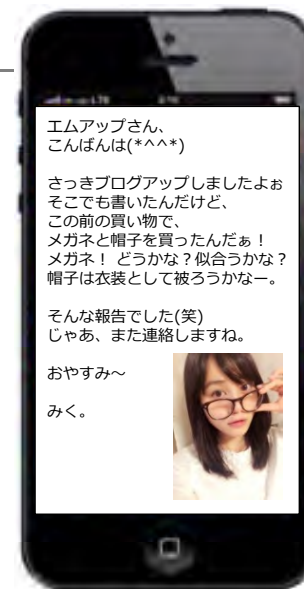 エムアップさん、
こんばんは(*^^*)
さっきブログアップしましたよぉ
そこでも書いたんだけど、
この前の買い物で、
メガネと帽子を買ったんだぁ！
メガネ！ どうかな？似合うかな？
帽子は衣装として被ろうかなー。
そんな報告でした(笑)
じゃあ、また連絡しますね。
おやすみ～
みく。